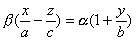 β(x/a − z/c) = α(1 + y/b)